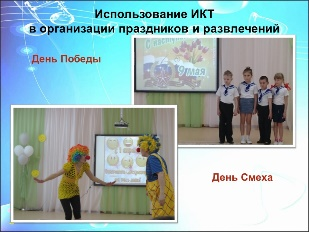 Использование ИКТ
в организации праздников и развлечений
День Победы
9 мая
День Смеха